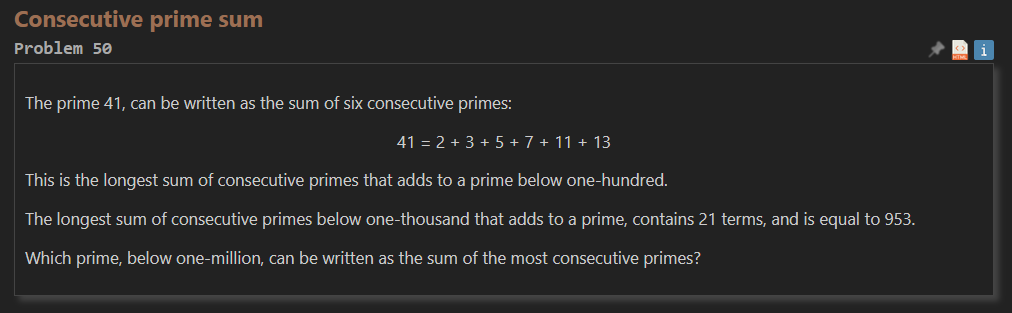 Consecutive prime sum
Problem 50
HTML
i
The prime 41, can be written as the sum of six consecutive primes:
41 = 2 + 3 + 5 + 7 + 11 + 13
This is the longest sum of consecutive primes that adds to a prime below one-hundred.
The longest sum of consecutive primes below one-thousand that adds to a prime, contains 21 terms, and is equal to 953.
Which prime, below one-million, can be written as the sum of the most consecutive primes?